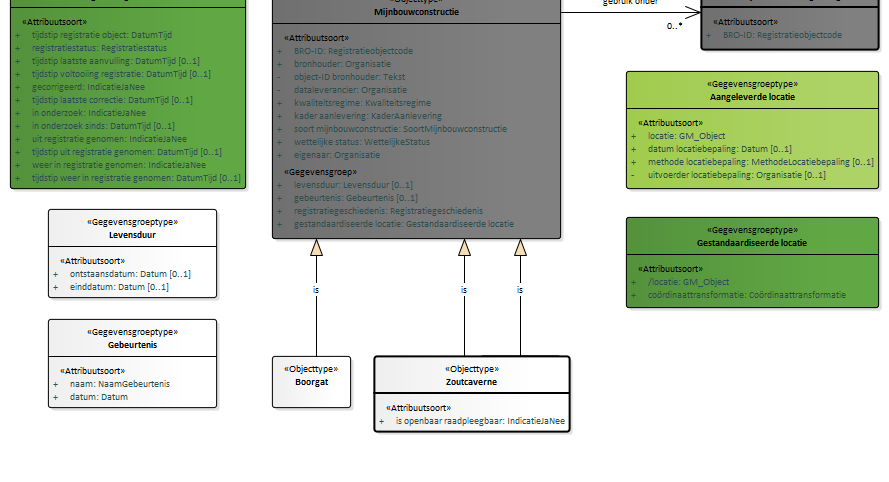 «Attribuutsoort»
+ tijdstip registratie object: DatumTijd
+ registratiestatus: Registratiestatus
+ tijdstip laatste aanvulling: DatumTijd [0..1]
+ tijdstip voltooiing registratie: DatumTijd [0..1]
+ gecorrigeerd: IndicatieJaNee
+ tijdstip laatste correctie: DatumTijd [0..1]
+ in onderzoek: IndicatieJaNee
+ in onderzoek sinds: DatumTijd [0..1]
+ uit registratie genomen: IndicatieJaNee
+ tijdstip uit registratie genomen: DatumTijd [0..1]
+ weer in registratie genomen: IndicatieJaNee
+ tijdstip weer in registratie genomen: DatumTijd [0..1]
«Objecttype»
Mijnbouwconstructie
«Attribuutsoort»
+ BRO-ID: Registratieobjectcode
+ bronhouder: Organisatie
- object-ID bronhouder: Tekst
- dataleverancier: Organisatie
+ kwaliteitsregime: Kwaliteitsregime
+ kader aanlevering: KaderAanlevering
+ soort mijnbouwconstructie: SoortMijnbouwconstructie
+ wettelijke status: WettelijkeStatus
+ eigenaar: Organisatie
«Gegevensgroep»
+ levensduur: Levensduur [0..1]
+ gebeurtenis: Gebeurtenis [0..1]
+ registratiegeschiedenis: Registratiegeschiedenis
+ gestandaardiseerde locatie: Gestandaardiseerde locatie
gebruik onder
0..*
«Attribuutsoort»
+ BRO-ID: Registratieobjectcode
«Gegevensgroeptype»
Aangeleverde locatie
«Attribuutsoort»
+ locatie: GM_Object
+ datum locatiebepaling: Datum [0..1]
+ methode locatiebepaling: MethodeLocatiebepaling [0..1]
- uitvoerder locatiebepaling: Organisatie [0..1]
«Gegevensgroeptype»
Levensduur
«Attribuutsoort»
+ ontstaansdatum: Datum [0..1]
+ einddatum: Datum [0..1]
«Gegevensgroeptype»
Gestandaardiseerde locatie
«Attribuutsoort»
+ /locatie: GM_Object
+ coördinaattransformatie: Coördinaattransformatie
is
is
is
«Gegevensgroeptype»
Gebeurtenis
«Attribuutsoort»
+ naam: NaamGebeurtenis
+ datum: Datum
«Objecttype»
Boorgat
«Objecttype»
Zoutcaverne
«Attribuutsoort»
+ is openbaar raadpleegbaar: IndicatieJaNee